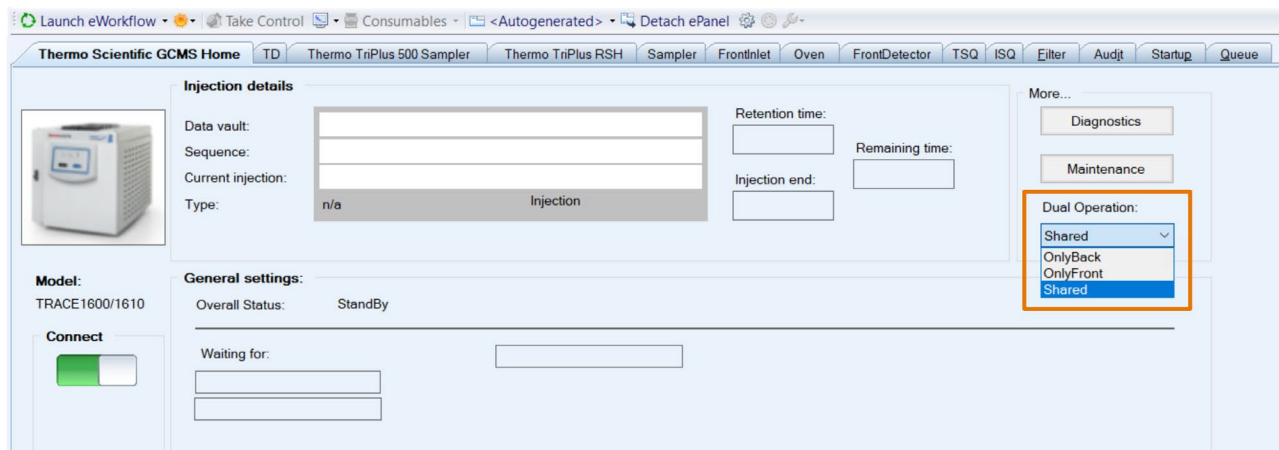 Launch eWorkflow Take Control Consumables <Autogenerated> Detach ePanel
Thermo Scientific GCMS Home TD Thermo TriPlus 500 Sampler Thermo TriPlus RSH Sampler FrontInlet Oven FrontDetector TSQ ISQ Filter Audit Startup Queue
Injection details
Data vault:
Sequence:
Current injection:
Type: n/a Injection
Retention time:
Remaining time:
Injection end:
More...
Diagnostics
Maintenance
Dual Operation:
Shared
OnlyBack
OnlyFront
Shared
Model:
TRACE1600/1610
Connect
General settings:
Overall Status: StandBy
Waiting for: